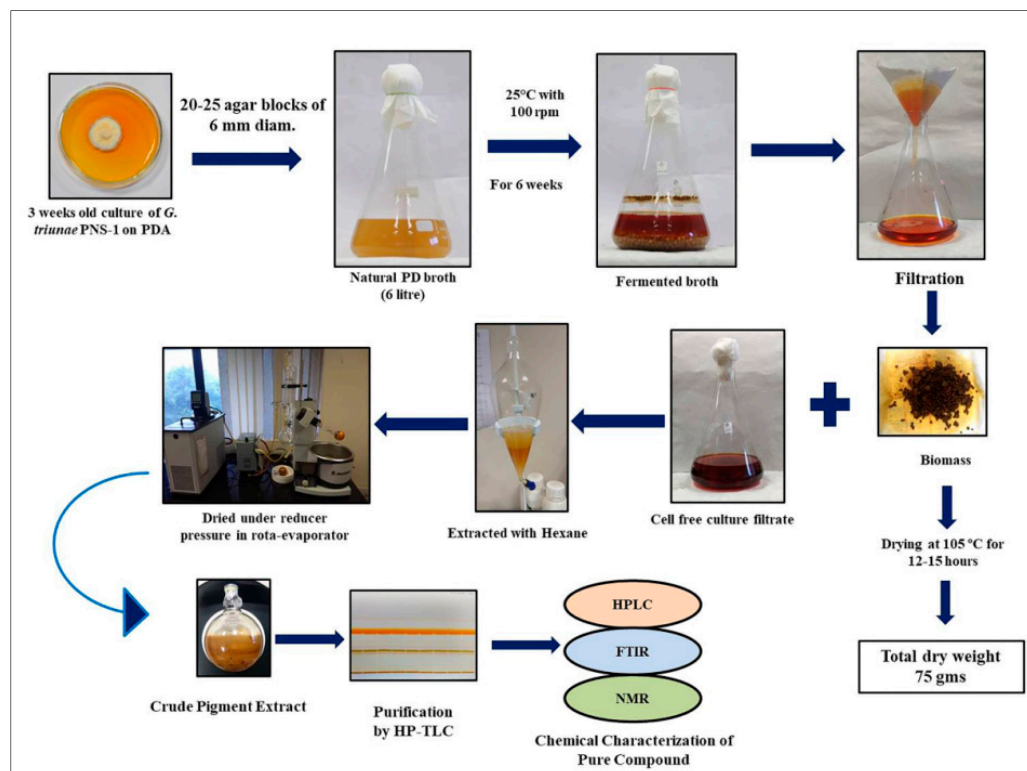 20-25 agar blocks of
6 mm diam.
25°C with
100 rpm
For 6 weeks
3 weeks old culture of G.
triunae PNS-1 on PDA
Natural PD broth
(6 litre)
Fermented broth
Filtration
Dried under reducer
pressure in rota-evaporator
Extracted with Hexane
Cell free culture filtrate
Biomass
Drying at 105 °C for
12-15 hours
Total dry weight
75 gms
Crude Pigment Extract
Purification
by HP-TLC
HPLC
FTIR
NMR
Chemical Characterization of
Pure Compound